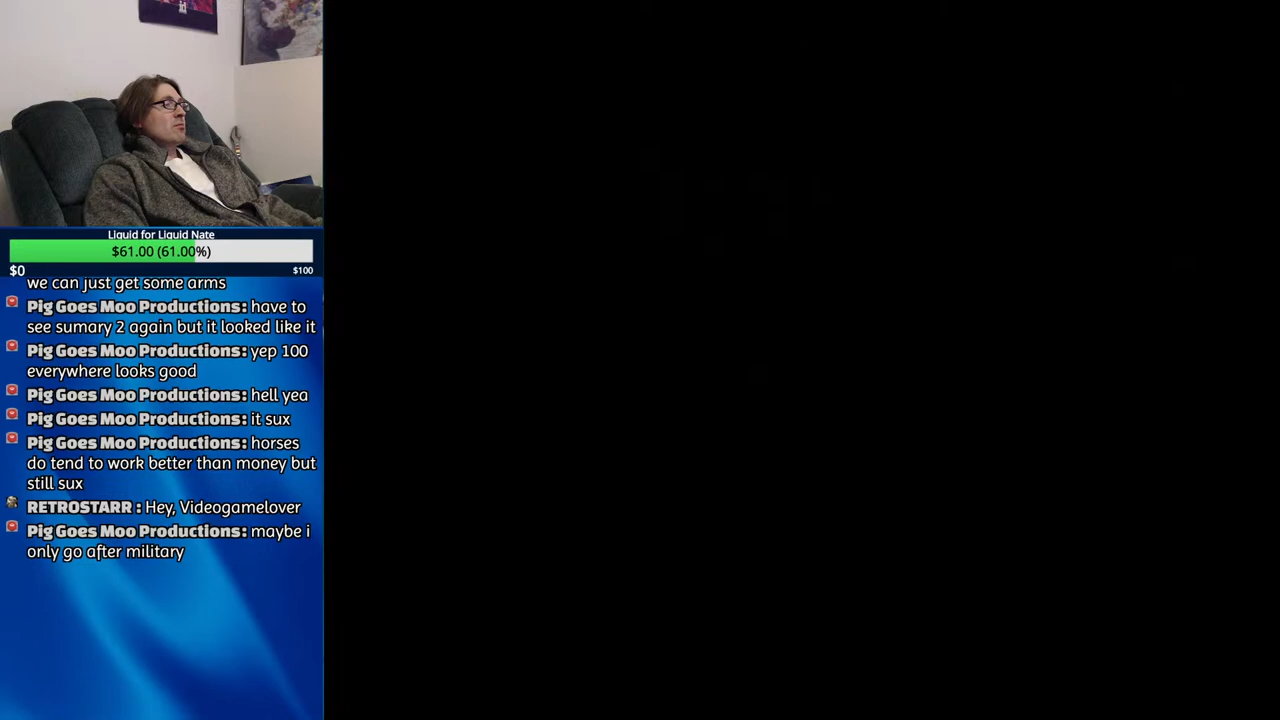 Liquid for Liquid Nate
$61.00 (61.00%)
$0 $100
we can just get some arms
Pig Goes Moo Productions: have to
see sumary 2 again but it looked like it
Pig Goes Moo Productions: yep 100
everywhere looks good
Pig Goes Moo Productions: hell yea
Pig Goes Moo Productions: it sux
Pig Goes Moo Productions: horses
do tend to work better than money but
still sux
RETROSTARR : Hey, Videogamelover
Pig Goes Moo Productions: maybe i
only go after military